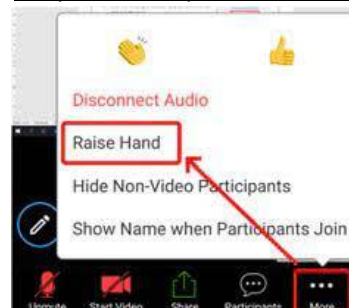 Disconnect Audio
Raise Hand
Hide Non-Video Participants
Show Name when Participants Join
Unmute Start Video Share Participants More